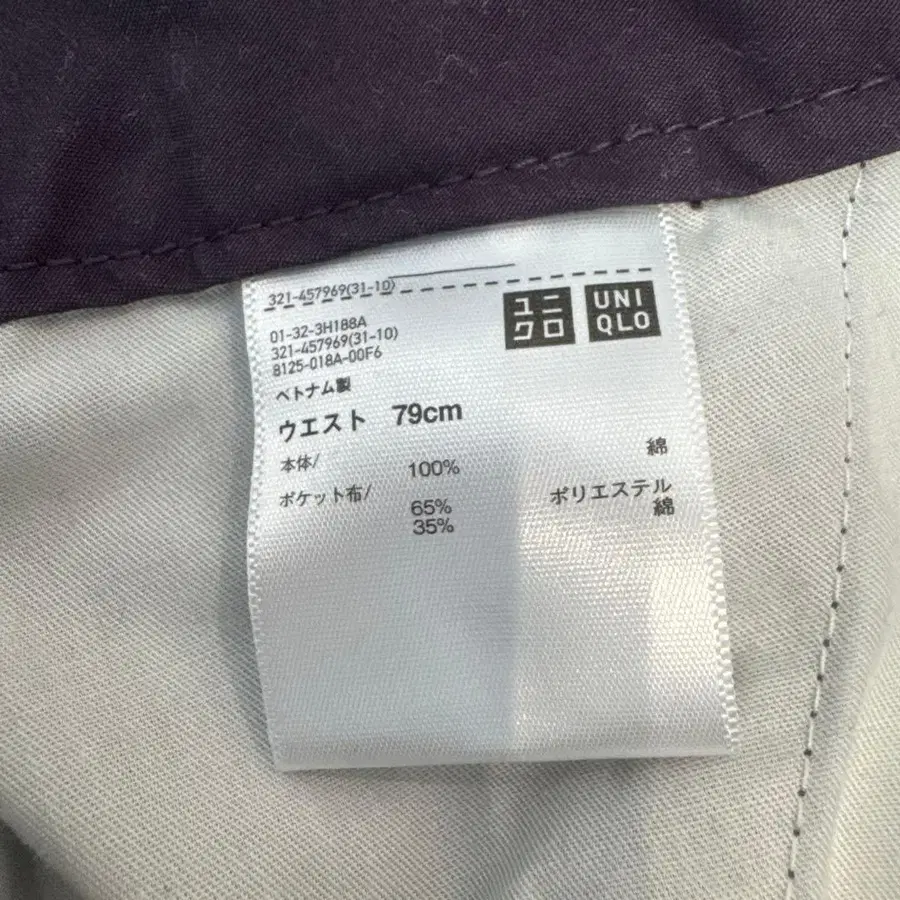 321-457969(31-10)
ユニ
クロ
UNI
QLO
01-32-3H188A
321-457969(31-10)
8125-018A-00F6
ベトナム製
ウエスト 79cm
本体/ 100% 綿
ポケット布/ 65% ポリエステル
35% 綿